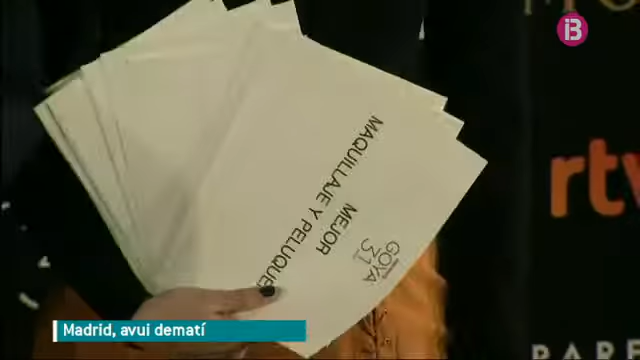 GOYA
31
MEJOR
MAQUILLAJE Y PELUQUE
rtv
Madrid, avui dematí